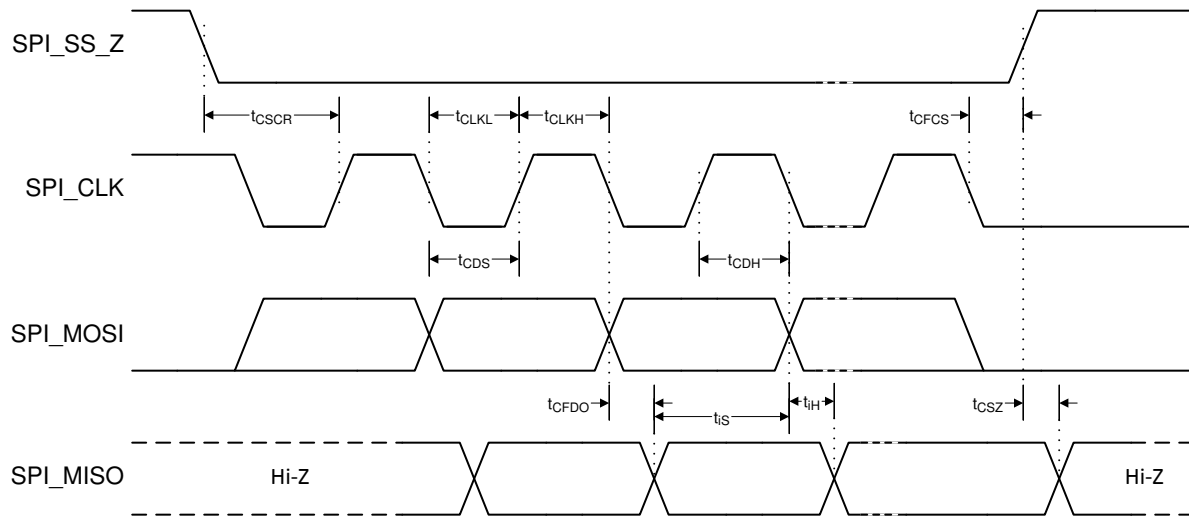 SPI_SS_Z
tCSCR
tCLKL
tCLKH
tCFCS
SPI_CLK
tCDS
tCDH
SPI_MOSI
tCFDO
tiS
tiH
tCSZ
SPI_MISO
Hi-Z
Hi-Z